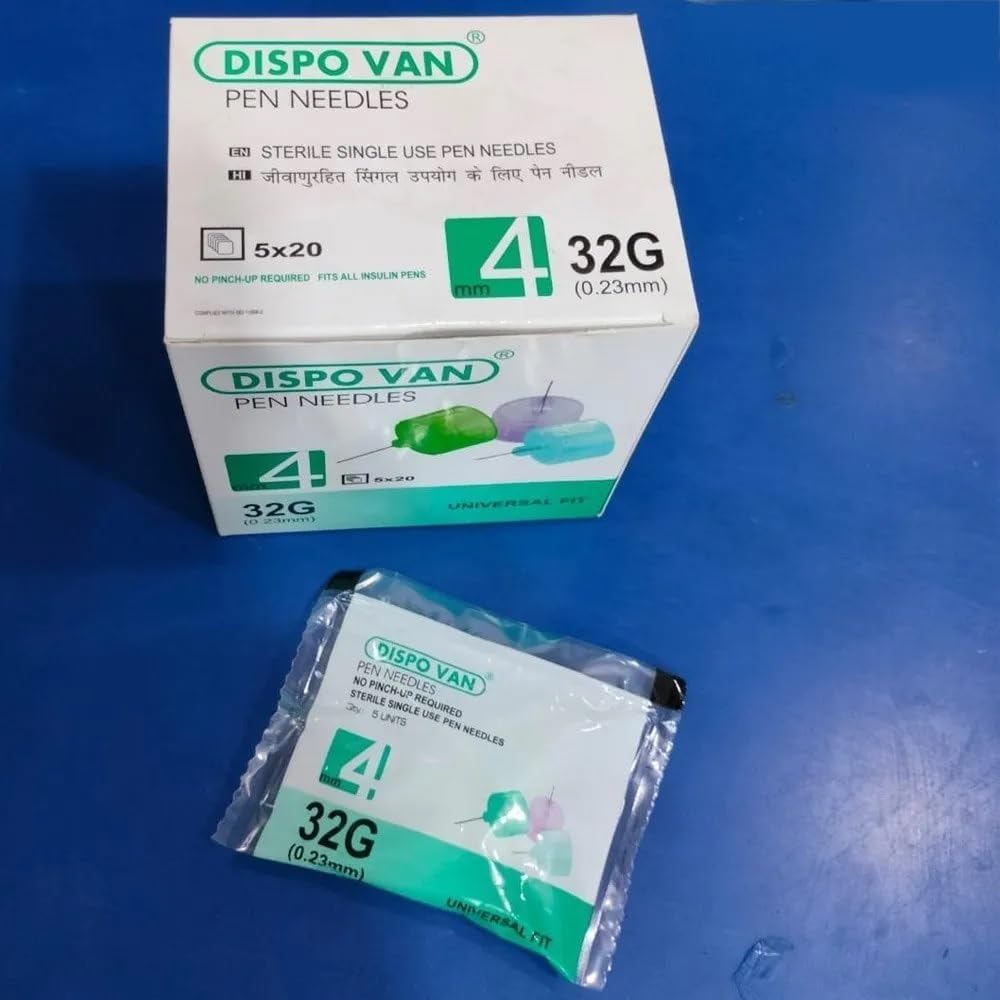 DISPO VAN®
PEN NEEDLES
EN STERILE SINGLE USE PEN NEEDLES
HI जीवाणुरहित सिंगल उपयोग के लिए पेन नीडल
5x20
4 mm
32G
(0.23mm)
NO PINCH-UP REQUIRED FITS ALL INSULIN PENS
DISPO VAN®
PEN NEEDLES
4 mm
5x20
32G
(0.23mm)
UNIVERSAL FIT
DISPO VAN®
PEN NEEDLES
NO PINCH-UP REQUIRED
STERILE SINGLE USE PEN NEEDLES
Qty.: 5 UNITS
4 mm
32G
(0.23mm)
UNIVERSAL FIT